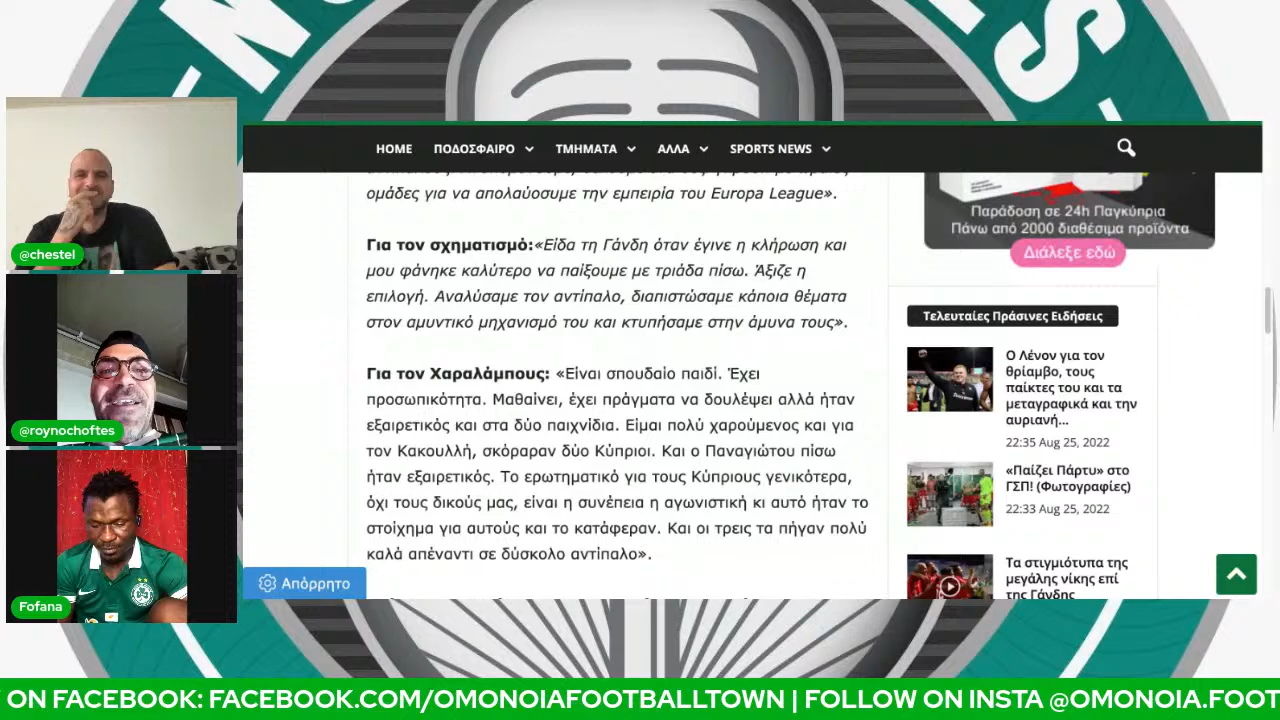 HOME ΠΟΔΟΣΦΑΙΡΟ ΤΜΗΜΑΤΑ ΑΛΛΑ SPORTS NEWS
ομάδες για να απολαύσουμε την εμπειρία του Europa League».
Για τον σχηματισμό:«Είδα τη Γάνδη όταν έγινε η κλήρωση και
μου φάνηκε καλύτερο να παίξουμε με τριάδα πίσω. Άξιζε η
επιλογή. Αναλύσαμε τον αντίπαλο, διαπιστώσαμε κάποια θέματα
στον αμυντικό μηχανισμό του και κτυπήσαμε στην άμυνα τους».
Για τον Χαραλάμπους: «Είναι σπουδαίο παιδί. Έχει
προσωπικότητα. Μαθαίνει, έχει πράγματα να δουλέψει αλλά ήταν
εξαιρετικός και στα δύο παιχνίδια. Είμαι πολύ χαρούμενος και για
τον Κακουλλή, σκόραραν δύο Κύπριοι. Και ο Παναγιώτου πίσω
ήταν εξαιρετικός. Το ερωτηματικό για τους Κύπριους γενικότερα,
όχι τους δικούς μας, είναι η συνέπεια η αγωνιστική κι αυτό ήταν το
στοίχημα για αυτούς και το κατάφεραν. Και οι τρεις τα πήγαν πολύ
καλά απέναντι σε δύσκολο αντίπαλο».
Απόρρητο
Παράδοση σε 24h Παγκύπρια
Πάνω από 2000 διαθέσιμα προϊόντα
Διάλεξε εδώ
Τελευταίες Πράσινες Ειδήσεις
Ο Λένον για τον
θρίαμβο, τους
παίκτες του και τα
μεταγραφικά και την
αυριανή...
22:35 Aug 25, 2022
«Παίζει Πάρτυ» στο
ΓΣΠ! (Φωτογραφίες)
22:33 Aug 25, 2022
Τα στιγμιότυπα της
μεγάλης νίκης επί
της Γάνδης
@chestel
@roynochoftes
Fofana
ON FACEBOOK: FACEBOOK.COM/OMONOIAFOOTBALLTOWN | FOLLOW ON INSTA @OMONOIA.FOOT